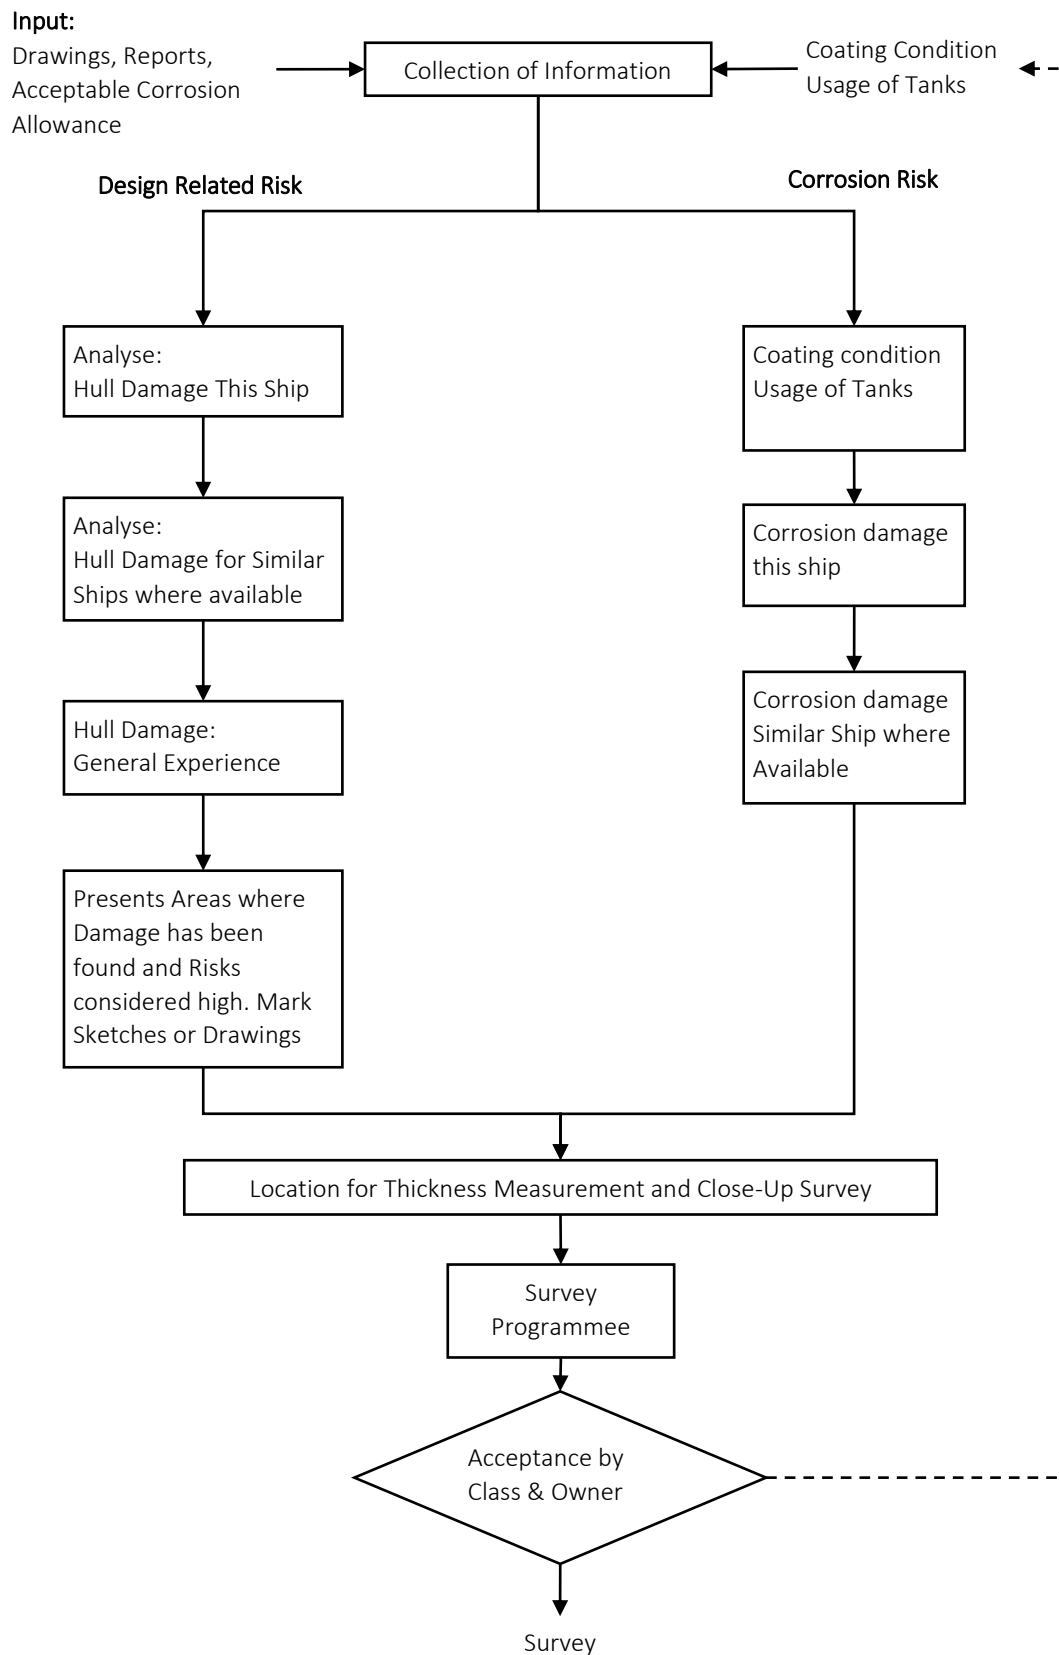 Input:
Drawings, Reports,
Acceptable Corrosion
Allowance
Collection of Information
Coating Condition
Usage of Tanks
Design Related Risk
Corrosion Risk
Analyse:
Hull Damage This Ship
Analyse:
Hull Damage for Similar
Ships where available
Hull Damage:
General Experience
Presents Areas where
Damage has been
found and Risks
considered high. Mark
Sketches or Drawings
Coating condition
Usage of Tanks
Corrosion damage
this ship
Corrosion damage
Similar Ship where
Available
Location for Thickness Measurement and Close-Up Survey
Survey
Programmee
Acceptance by
Class & Owner
Survey